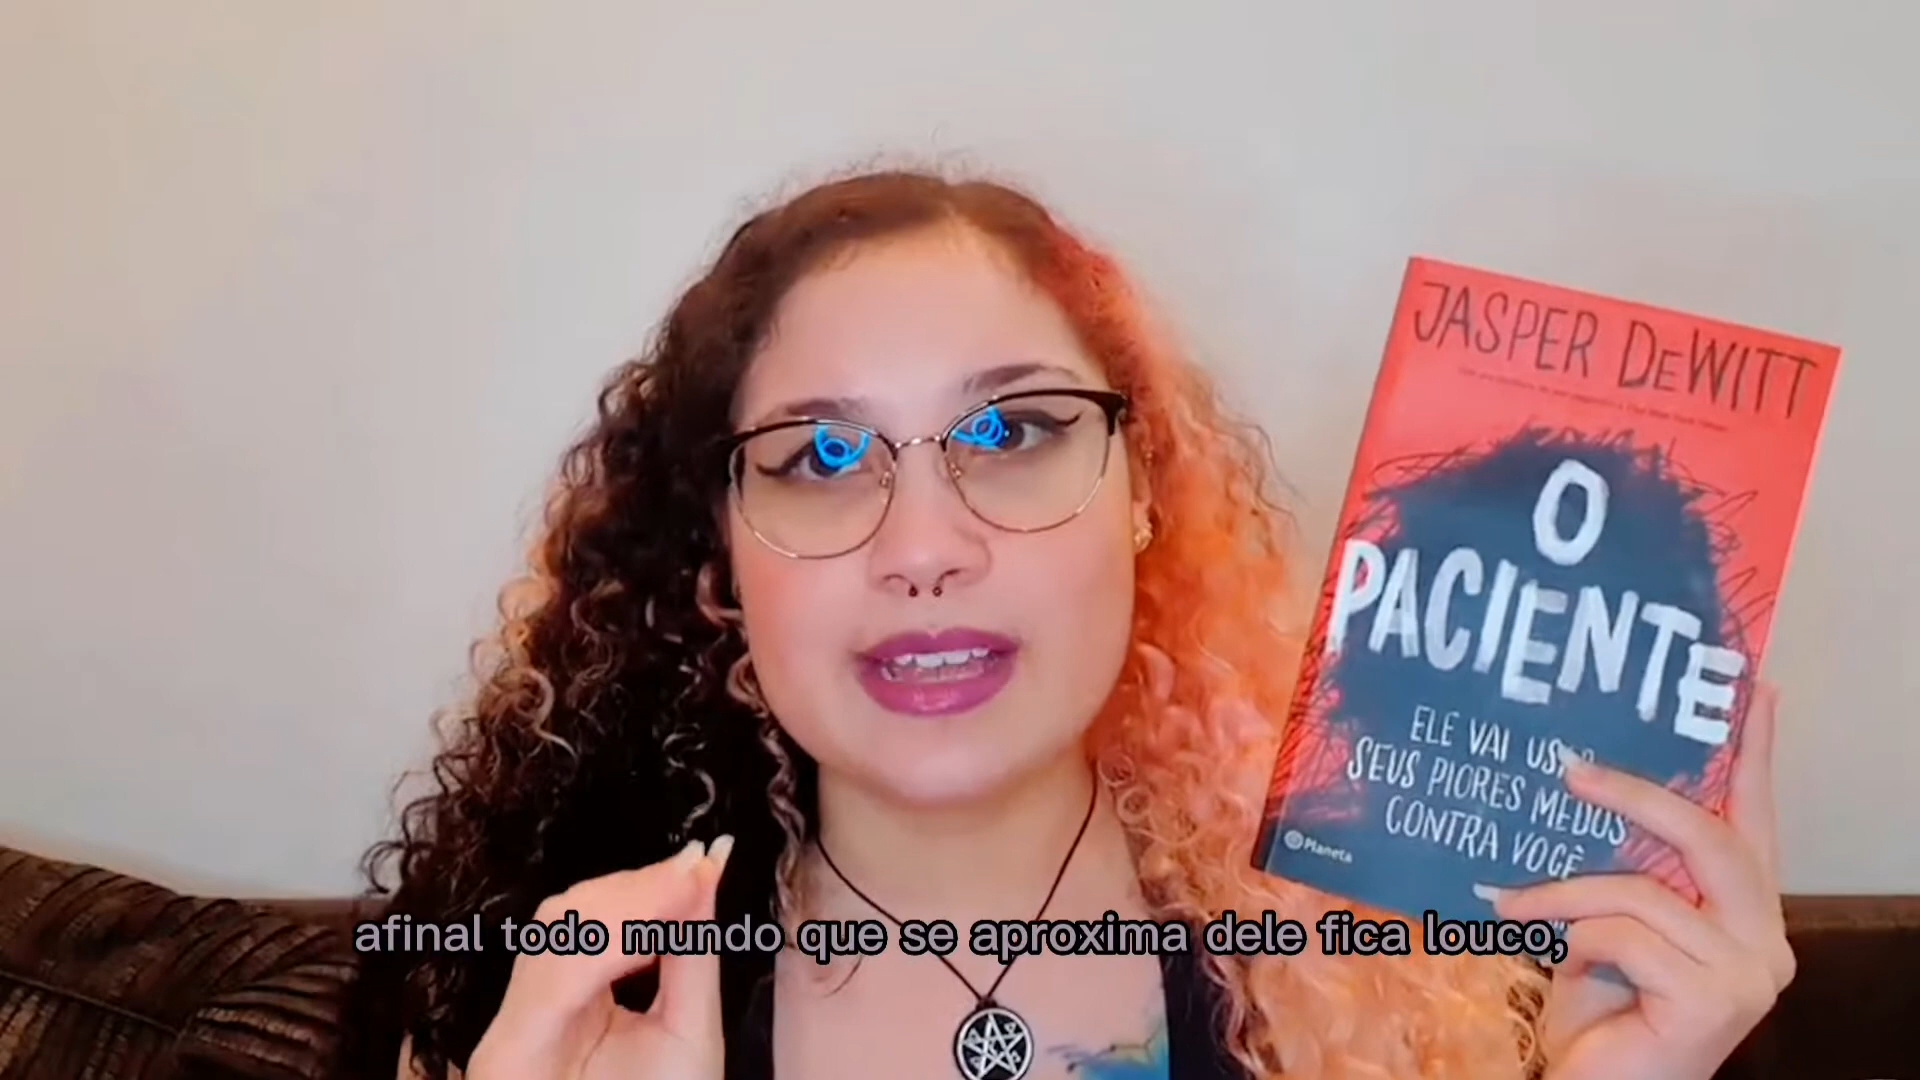 JASPER DEWITT
O
PACIENTE
ELE VAI
SEUS PIORES MEDOS
CONTRA VOCÊ
Planeta
afinal todo mundo que se aproxima dele fica louco,